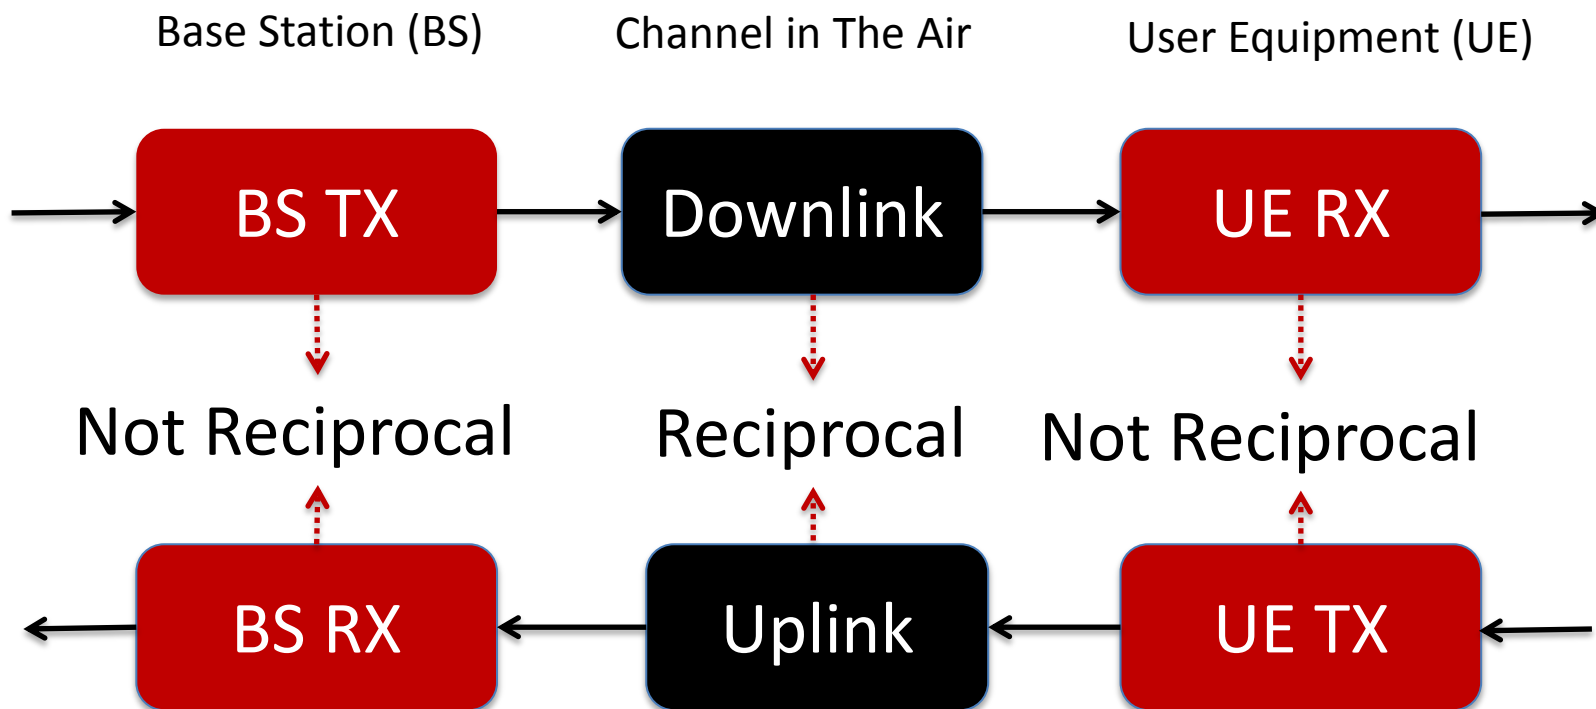 Base Station (BS)
Channel in The Air
User Equipment (UE)
BS TX
Downlink
UE RX
Not Reciprocal
Reciprocal
Not Reciprocal
BS RX
Uplink
UE TX